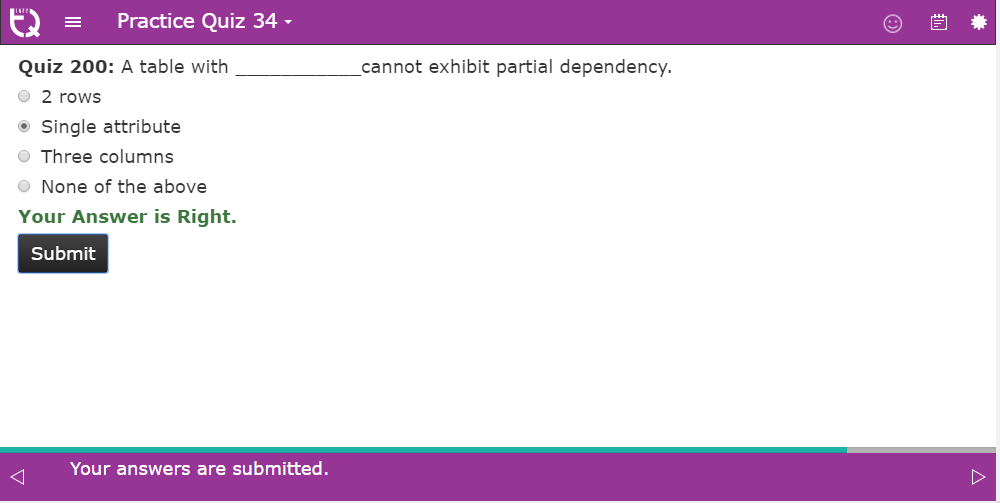 Practice Quiz 34
Quiz 200: A table with ____________cannot exhibit partial dependency.
2 rows
Single attribute
Three columns
None of the above
Your Answer is Right.
Submit
Your answers are submitted.